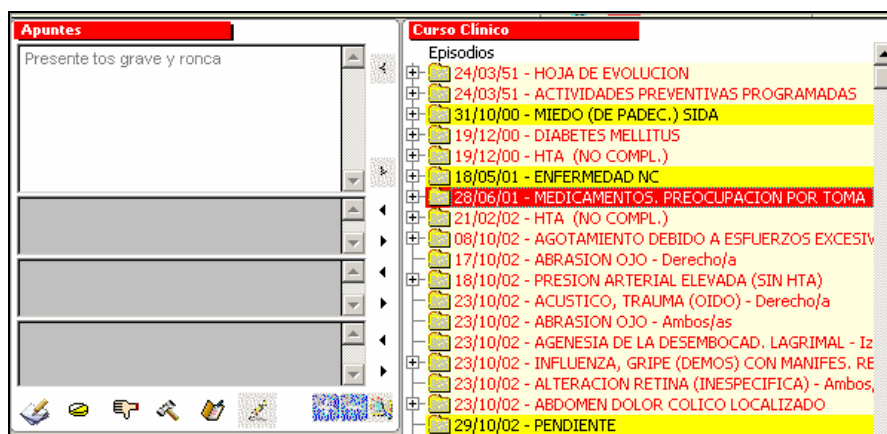 Apuntes
Presente tos grave y ronca
Curso Clínico
Episodios
24/03/51 - HOJA DE EVOLUCION
24/03/51 - ACTIVIDADES PREVENTIVAS PROGRAMADAS
31/10/00 - MIEDO (DE PADEC.) SIDA
19/12/00 - DIABETES MELLITUS
19/12/00 - HTA (NO COMPL.)
18/05/01 - ENFERMEDAD NC
28/06/01 - MEDICAMENTOS. PREOCUPACION POR TOMA
21/02/02 - HTA (NO COMPL.)
08/10/02 - AGOTAMIENTO DEBIDO A ESFUERZOS EXCESIV
17/10/02 - ABRASION OJO - Derecho/a
18/10/02 - PRESION ARTERIAL ELEVADA (SIN HTA)
23/10/02 - ACUSTICO, TRAUMA (OIDO) - Derecho/a
23/10/02 - ABRASION OJO - Ambos/as
23/10/02 - AGENESIA DE LA DESEMBOCAD. LAGRIMAL - Iz
23/10/02 - INFLUENZA, GRIPE (DEMOS) CON MANIFES. RE
23/10/02 - ALTERACION RETINA (INESPECIFICA) - Ambos,
23/10/02 - ABDOMEN DOLOR COLICO LOCALIZADO
29/10/02 - PENDIENTE